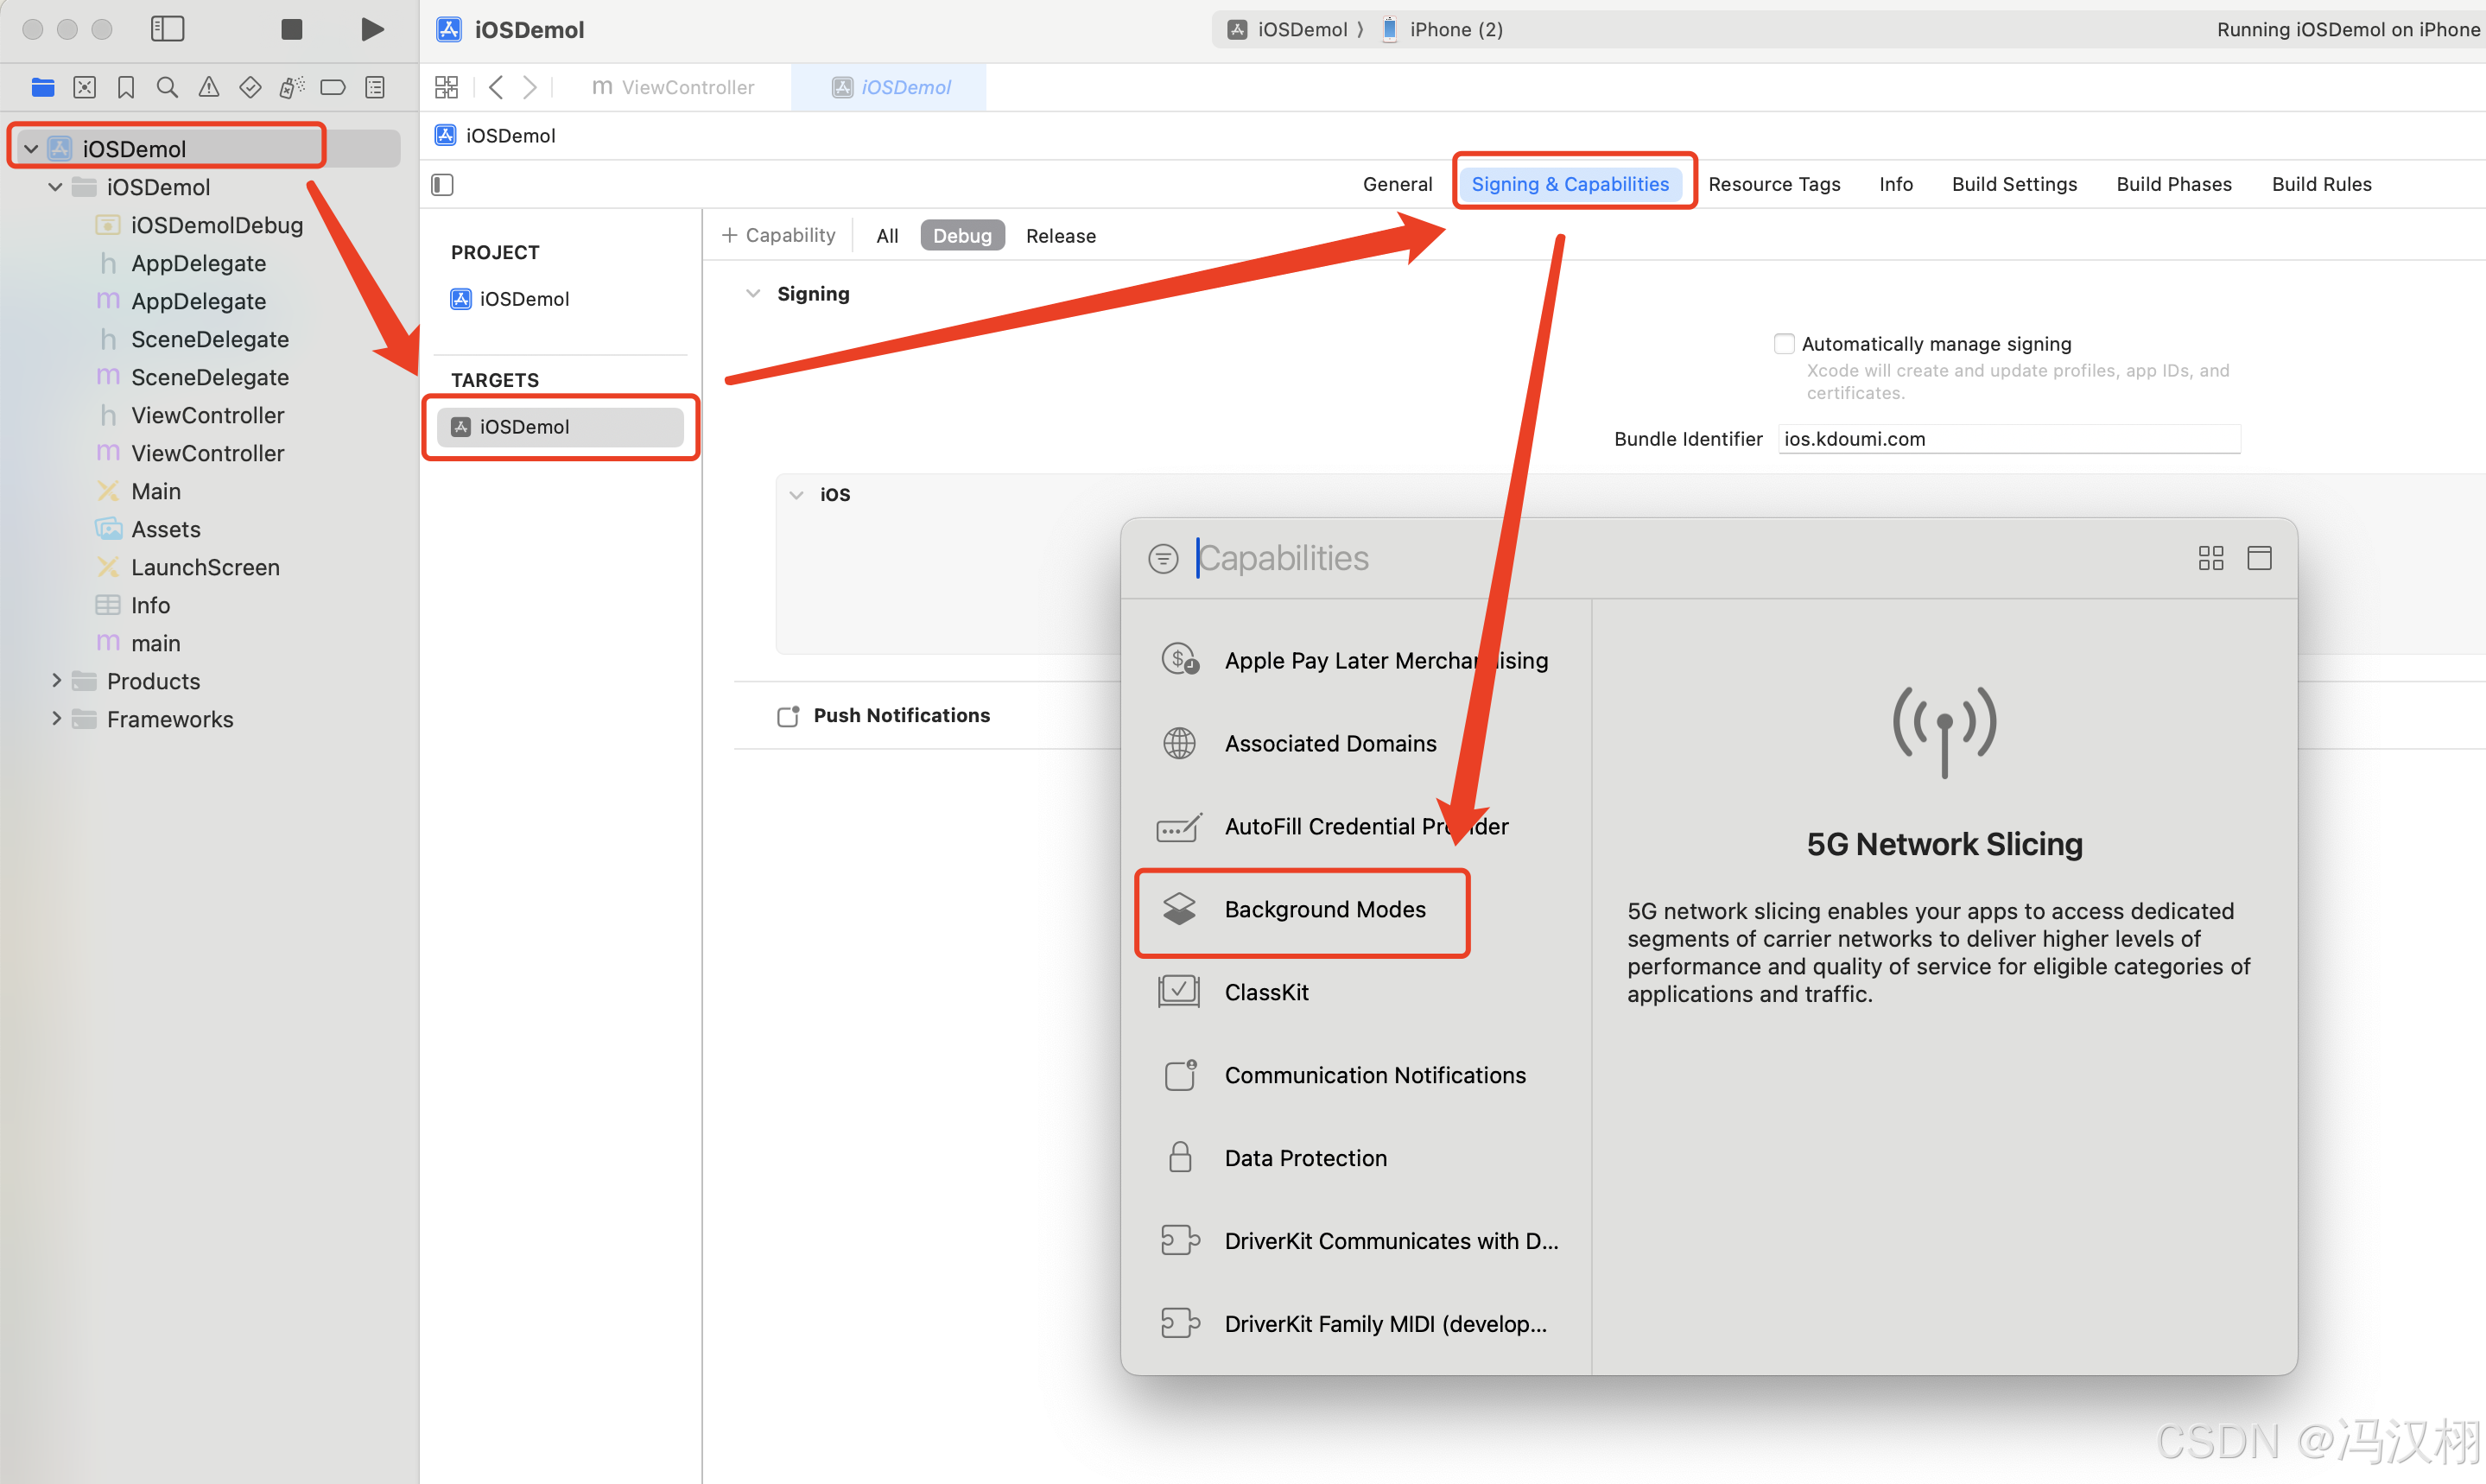 iOSDemol
iOSDemol 〉 iPhone (2)
Running iOSDemol on iPhone
m ViewController
iOSDemol
iOSDemol
iOSDemol
iOSDemol
iOSDemolDebug
h AppDelegate
m AppDelegate
h SceneDelegate
m SceneDelegate
h ViewController
m ViewController
Main
Assets
LaunchScreen
Info
m main
Products
Frameworks
General
Signing & Capabilities
Resource Tags
Info
Build Settings
Build Phases
Build Rules
PROJECT
iOSDemol
TARGETS
iOSDemol
+ Capability
All
Debug
Release
Signing
Automatically manage signing
Xcode will create and update profiles, app IDs, and
certificates.
Bundle Identifier
ios.kdoumi.com
iOS
Push Notifications
Capabilities
Apple Pay Later Merchandising
Associated Domains
AutoFill Credential Provider
Background Modes
ClassKit
Communication Notifications
Data Protection
DriverKit Communicates with D...
DriverKit Family MIDI (develop...
5G Network Slicing
5G network slicing enables your apps to access dedicated
segments of carrier networks to deliver higher levels of
performance and quality of service for eligible categories of
applications and traffic.
CSDN @冯汉栩